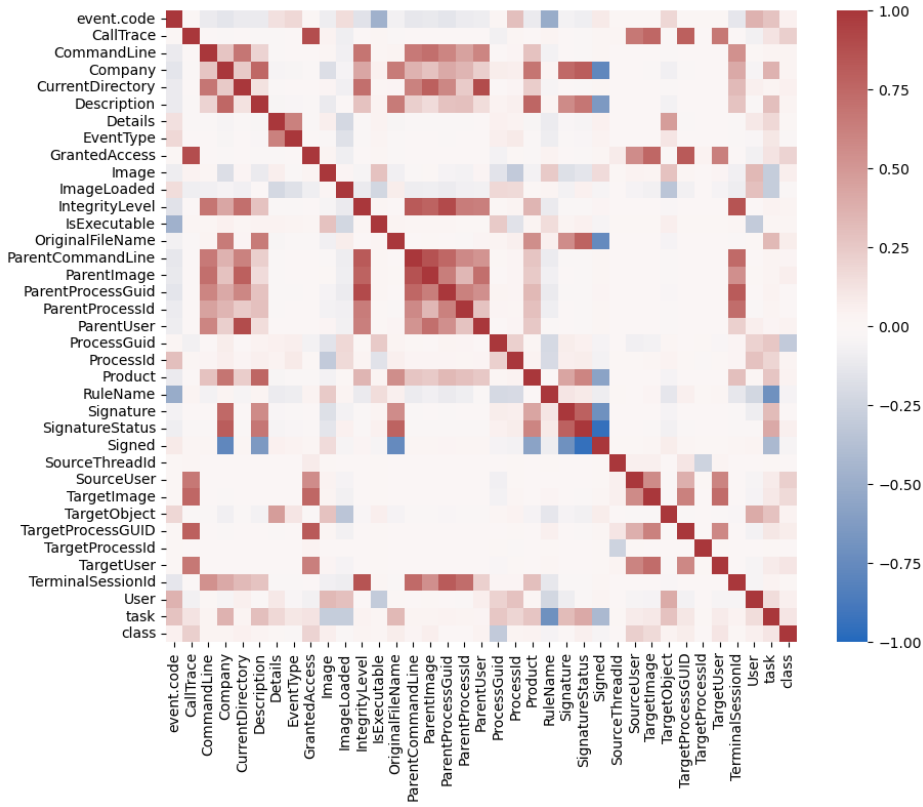 event.code
CallTrace
CommandLine
Company
CurrentDirectory
Description
Details
EventType
GrantedAccess
Image
ImageLoaded
IntegrityLevel
IsExecutable
OriginalFileName
ParentCommandLine
ParentImage
ParentProcessGuid
ParentProcessId
ParentUser
ProcessGuid
ProcessId
Product
RuleName
Signature
SignatureStatus
Signed
SourceThreadId
SourceUser
TargetImage
TargetObject
TargetProcessGUID
TargetProcessId
TargetUser
TerminalSessionId
User
task
class
event.code
CallTrace
CommandLine
Company
CurrentDirectory
Description
Details
EventType
GrantedAccess
Image
ImageLoaded
IntegrityLevel
IsExecutable
OriginalFileName
ParentCommandLine
ParentImage
ParentProcessGuid
ParentProcessId
ParentUser
ProcessGuid
ProcessId
Product
RuleName
Signature
SignatureStatus
Signed
SourceThreadId
SourceUser
TargetImage
TargetObject
TargetProcessGUID
TargetProcessId
TargetUser
TerminalSessionId
User
task
class
1.00
0.75
0.50
0.25
0.00
−0.25
−0.50
−0.75
−1.00